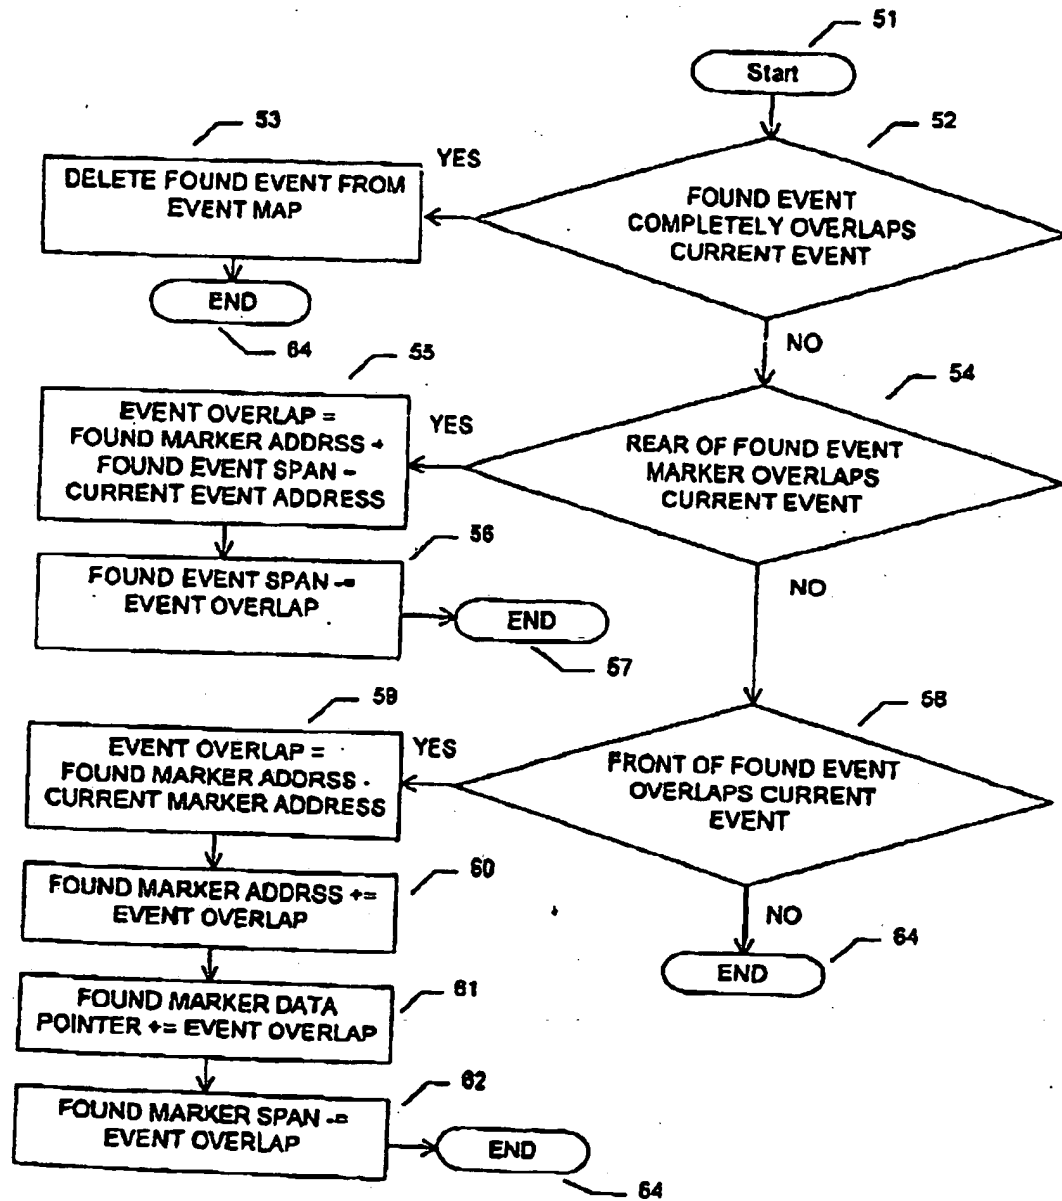 51
Start
52
FOUND EVENT
COMPLETELY OVERLAPS
CURRENT EVENT
YES
53
DELETE FOUND EVENT FROM
EVENT MAP
END
64
NO
54
REAR OF FOUND EVENT
MARKER OVERLAPS
CURRENT EVENT
YES
55
EVENT OVERLAP =
FOUND MARKER ADDRSS +
FOUND EVENT SPAN -
CURRENT EVENT ADDRESS
56
FOUND EVENT SPAN -=
EVENT OVERLAP
END
57
NO
58
FRONT OF FOUND EVENT
OVERLAPS CURRENT
EVENT
YES
59
EVENT OVERLAP =
FOUND MARKER ADDRSS -
CURRENT MARKER ADDRESS
60
FOUND MARKER ADDRSS +=
EVENT OVERLAP
61
FOUND MARKER DATA
POINTER += EVENT OVERLAP
62
FOUND MARKER SPAN -=
EVENT OVERLAP
END
64
NO
END
64